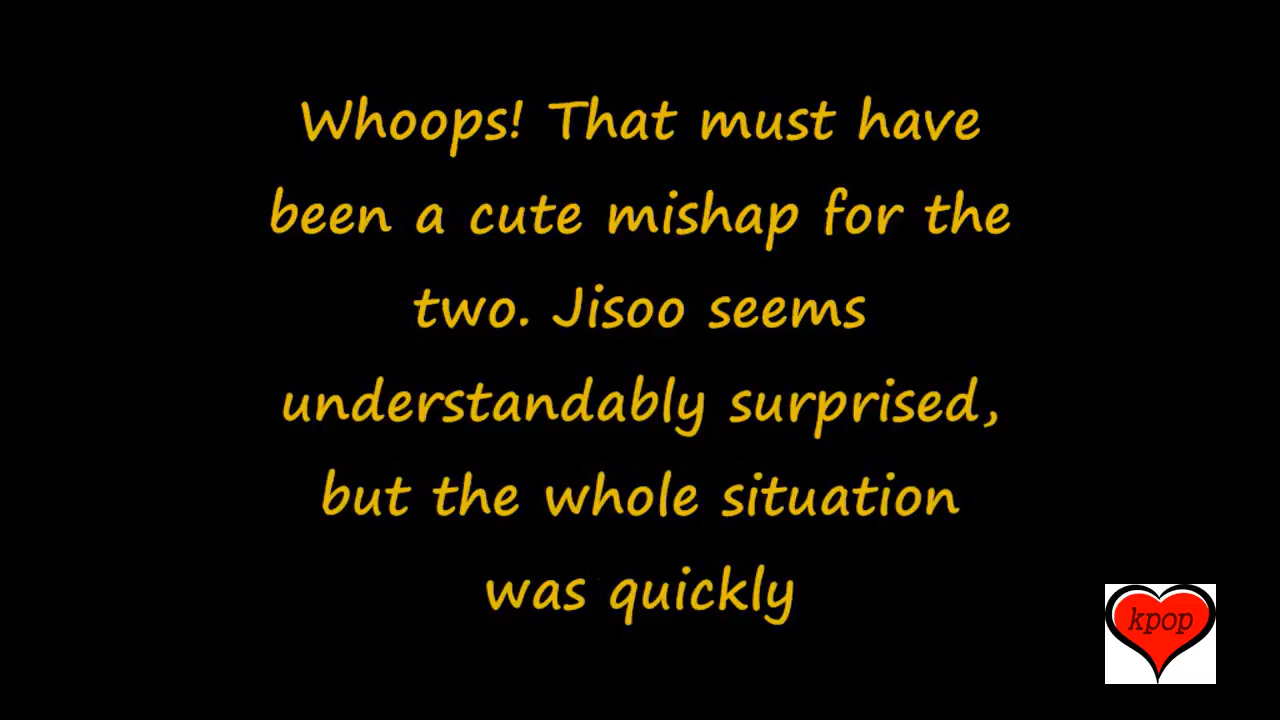 Whoops! That must have
been a cute mishap for the
two. Jisoo seems
understandably surprised,
but the whole situation
was quickly
kpop